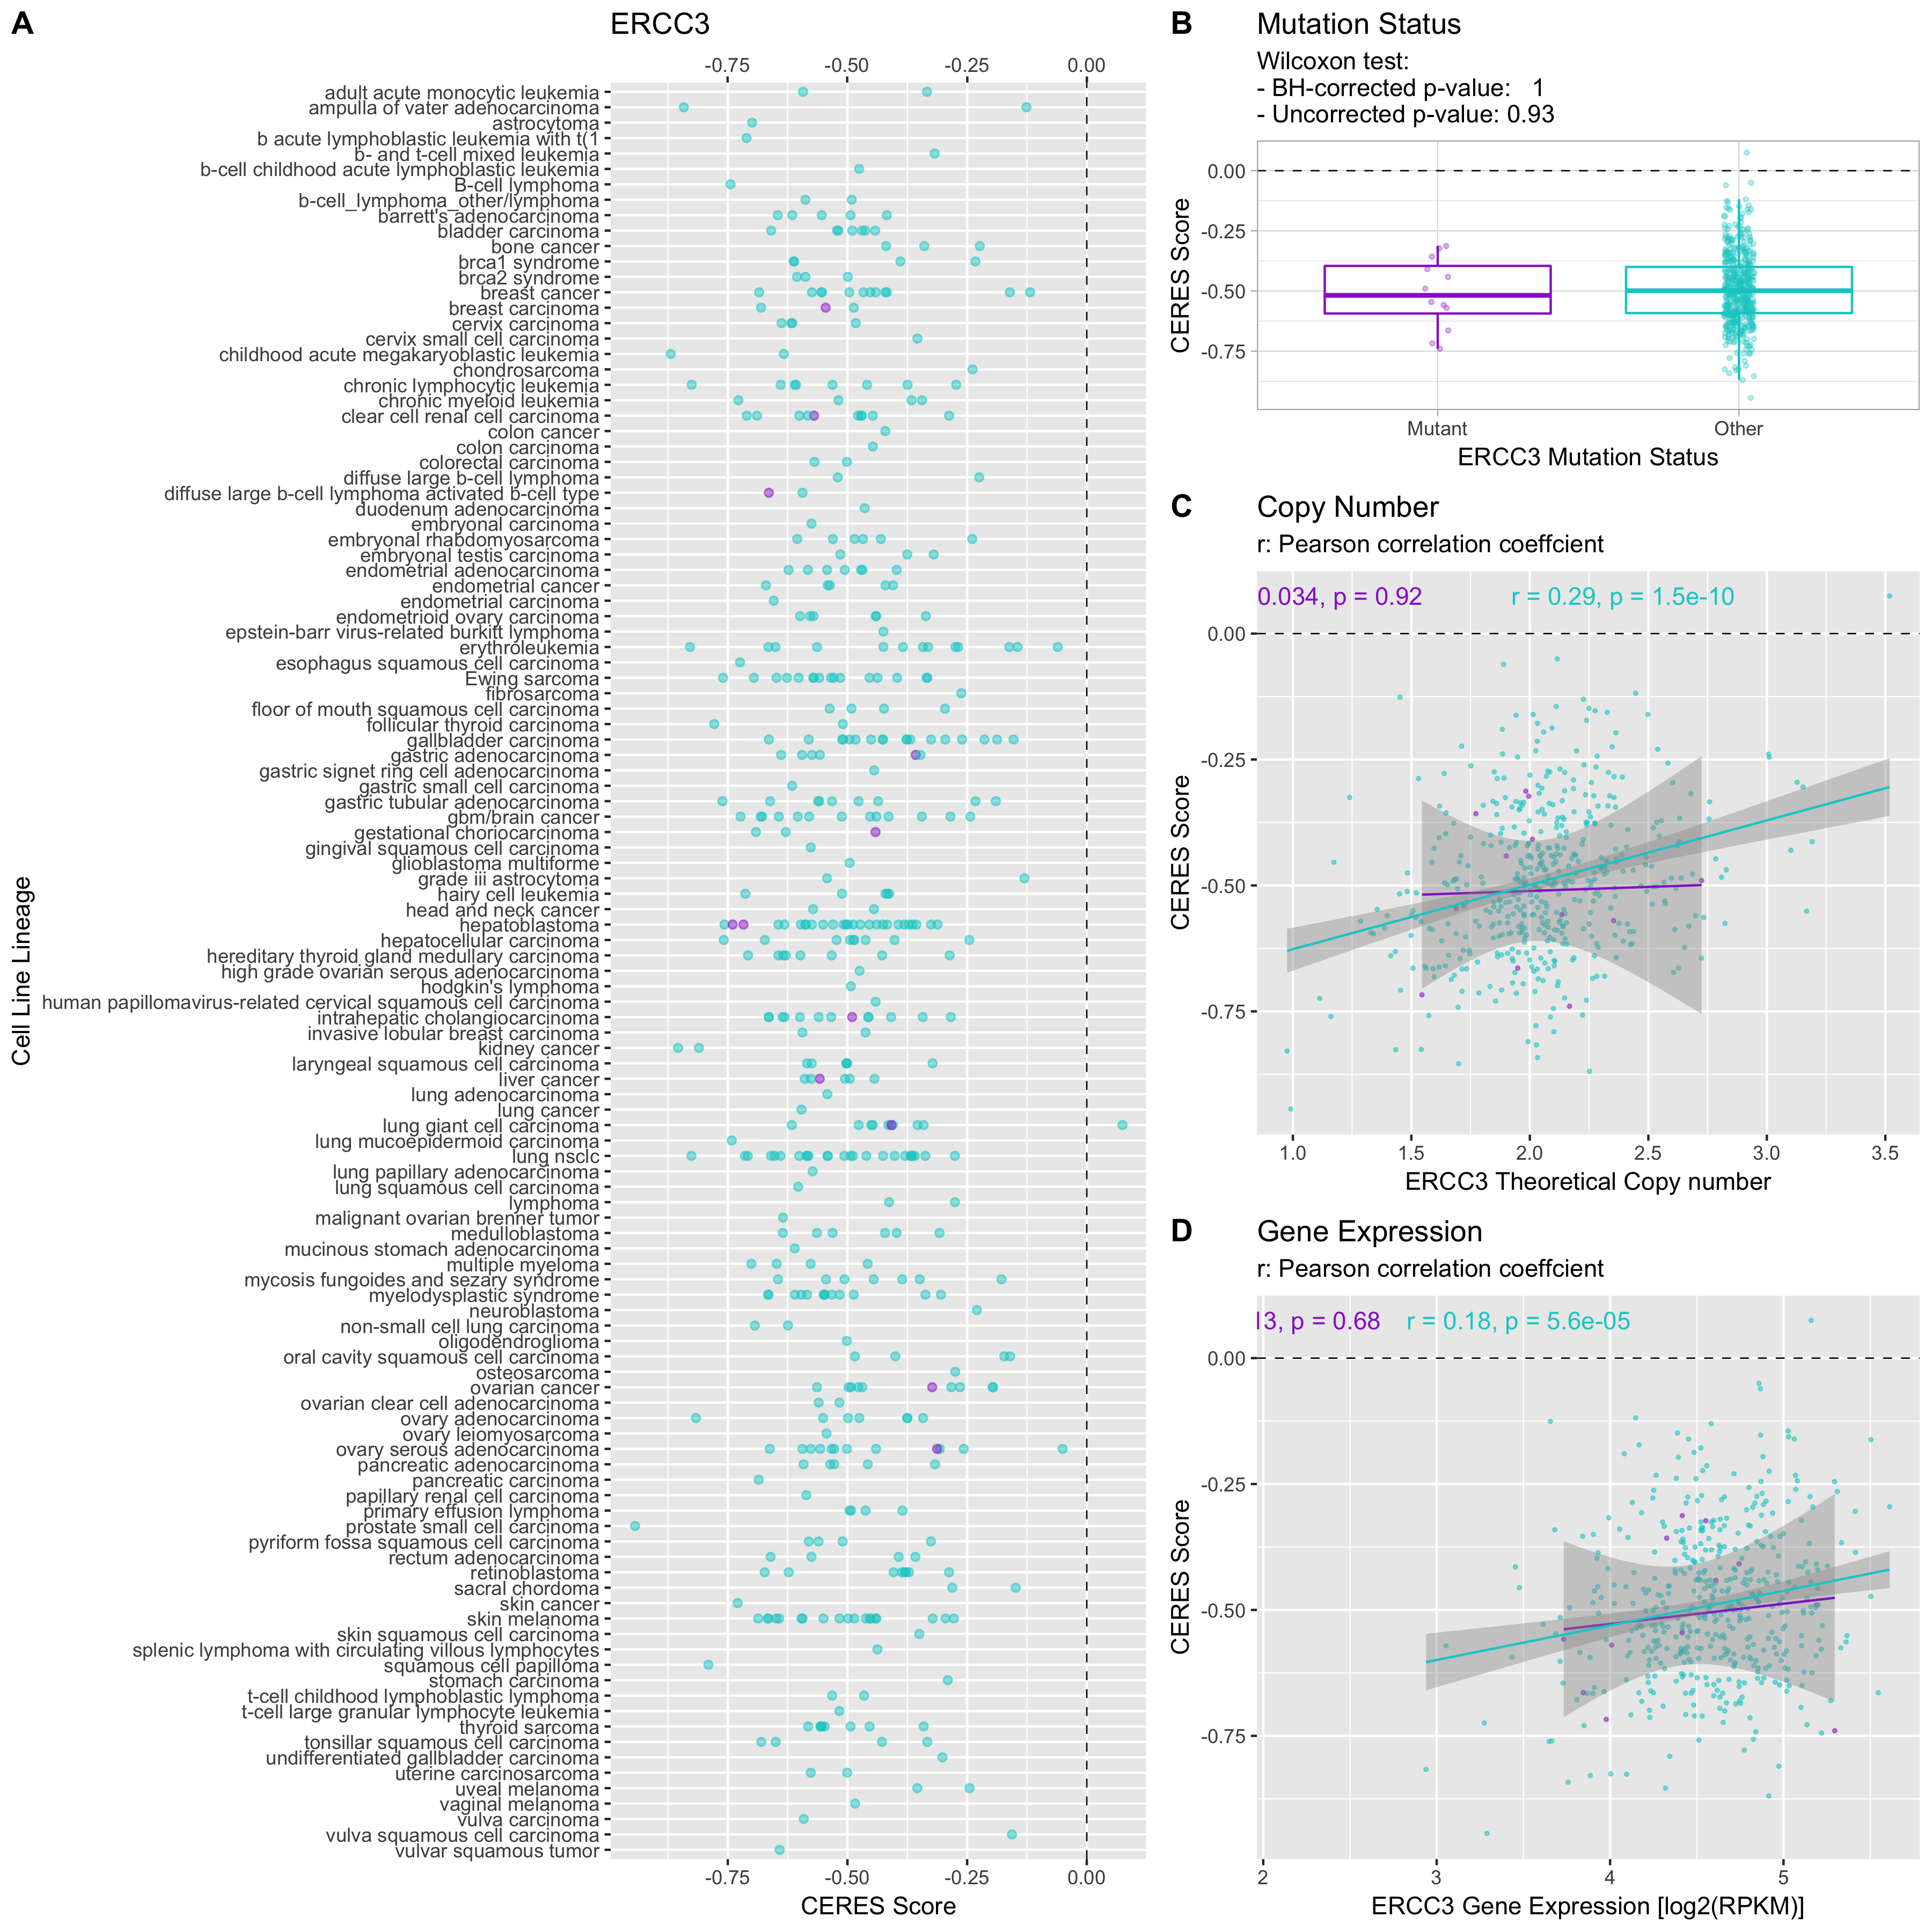 A
ERCC3
-0.75 -0.50 -0.25 0.00
Cell Line Lineage
adult acute monocytic leukemia
ampulla of vater adenocarcinoma
astrocytoma
b acute lymphoblastic leukemia with t(1
b- and t-cell mixed leukemia
b-cell childhood acute lymphoblastic leukemia
B-cell lymphoma
b-cell_lymphoma_other/lymphoma
barrett's adenocarcinoma
bladder carcinoma
bone cancer
brca1 syndrome
brca2 syndrome
breast cancer
breast carcinoma
cervix carcinoma
cervix small cell carcinoma
childhood acute megakaryoblastic leukemia
chondrosarcoma
chronic lymphocytic leukemia
chronic myeloid leukemia
clear cell renal cell carcinoma
colon cancer
colon carcinoma
colorectal carcinoma
diffuse large b-cell lymphoma
diffuse large b-cell lymphoma activated b-cell type
duodenum adenocarcinoma
embryonal carcinoma
embryonal rhabdomyosarcoma
embryonal testis carcinoma
endometrial adenocarcinoma
endometrial cancer
endometrial carcinoma
endometrioid ovary carcinoma
epstein-barr virus-related burkitt lymphoma
erythroleukemia
esophagus squamous cell carcinoma
Ewing sarcoma
fibrosarcoma
floor of mouth squamous cell carcinoma
follicular thyroid carcinoma
gallbladder carcinoma
gastric adenocarcinoma
gastric signet ring cell adenocarcinoma
gastric small cell carcinoma
gastric tubular adenocarcinoma
gbm/brain cancer
gestational choriocarcinoma
gingival squamous cell carcinoma
glioblastoma multiforme
grade iii astrocytoma
hairy cell leukemia
head and neck cancer
hepatoblastoma
hepatocellular carcinoma
hereditary thyroid gland medullary carcinoma
high grade ovarian serous adenocarcinoma
hodgkin's lymphoma
human papillomavirus-related cervical squamous cell carcinoma
intrahepatic cholangiocarcinoma
invasive lobular breast carcinoma
kidney cancer
laryngeal squamous cell carcinoma
liver cancer
lung adenocarcinoma
lung cancer
lung giant cell carcinoma
lung mucoepidermoid carcinoma
lung nsclc
lung papillary adenocarcinoma
lung squamous cell carcinoma
lymphoma
malignant ovarian brenner tumor
medulloblastoma
mucinous stomach adenocarcinoma
multiple myeloma
mycosis fungoides and sezary syndrome
myelodysplastic syndrome
neuroblastoma
non-small cell lung carcinoma
oligodendroglioma
oral cavity squamous cell carcinoma
osteosarcoma
ovarian cancer
ovarian clear cell adenocarcinoma
ovary adenocarcinoma
ovary leiomyosarcoma
ovary serous adenocarcinoma
pancreatic adenocarcinoma
pancreatic carcinoma
papillary renal cell carcinoma
primary effusion lymphoma
prostate small cell carcinoma
pyriform fossa squamous cell carcinoma
rectum adenocarcinoma
retinoblastoma
sacral chordoma
skin cancer
skin melanoma
skin squamous cell carcinoma
splenic lymphoma with circulating villous lymphocytes
squamous cell papilloma
stomach carcinoma
t-cell childhood lymphoblastic lymphoma
t-cell large granular lymphocyte leukemia
thyroid sarcoma
tonsillar squamous cell carcinoma
undifferentiated gallbladder carcinoma
uterine carcinosarcoma
uveal melanoma
vaginal melanoma
vulva carcinoma
vulva squamous cell carcinoma
vulvar squamous tumor
-0.75 -0.50 -0.25 0.00
CERES Score
B
Mutation Status
Wilcoxon test:
- BH-corrected p-value: 1
- Uncorrected p-value: 0.93
CERES Score
0.00
-0.25
-0.50
-0.75
Mutant Other
ERCC3 Mutation Status
C
Copy Number
r: Pearson correlation coeffcient
0.034, p = 0.92 r = 0.29, p = 1.5e-10
CERES Score
0.00
-0.25
-0.50
-0.75
1.0 1.5 2.0 2.5 3.0 3.5
ERCC3 Theoretical Copy number
D
Gene Expression
r: Pearson correlation coeffcient
13, p = 0.68 r = 0.18, p = 5.6e-05
CERES Score
0.00
-0.25
-0.50
-0.75
2 3 4 5
ERCC3 Gene Expression [log2(RPKM)]